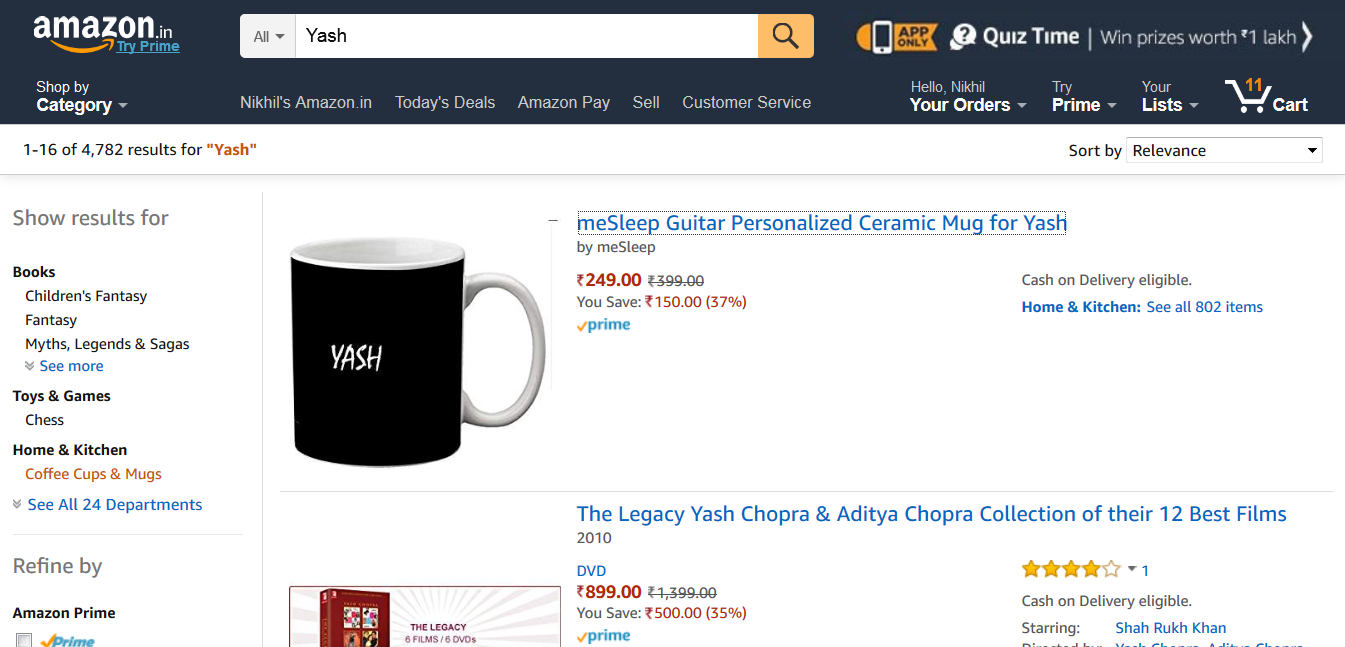 amazon.in
Try Prime
All
Yash
APP ONLY
Quiz Time | Win prizes worth ₹1 lakh
Shop by
Category
Nikhil's Amazon.in
Today's Deals
Amazon Pay
Sell
Customer Service
Hello, Nikhil
Your Orders
Try
Prime
Your
Lists
11
Cart
1-16 of 4,782 results for "Yash"
Sort by Relevance
Show results for
Books
Children's Fantasy
Fantasy
Myths, Legends & Sagas
See more
Toys & Games
Chess
Home & Kitchen
Coffee Cups & Mugs
See All 24 Departments
Refine by
Amazon Prime
Prime
YASH
meSleep Guitar Personalized Ceramic Mug for Yash
by meSleep
₹249.00 ₹399.00
You Save: ₹150.00 (37%)
prime
Cash on Delivery eligible.
Home & Kitchen: See all 802 items
The Legacy Yash Chopra & Aditya Chopra Collection of their 12 Best Films
2010
DVD
₹899.00 ₹1,399.00
You Save: ₹500.00 (35%)
prime
1
Cash on Delivery eligible.
Starring: Shah Rukh Khan
Directed by: Yash Chopra, Aditya Chopra
THE LEGACY
6 FILMS / 6 DVDs